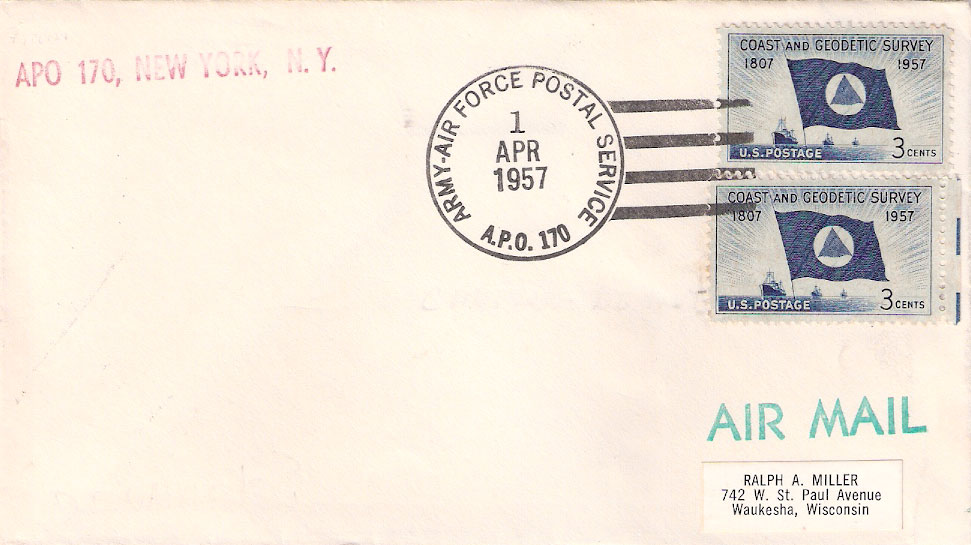 APO 170, NEW YORK, N. Y.
ARMY-AIR FORCE POSTAL SERVICE
1
APR
1957
A.P.O. 170
COAST AND GEODETIC SURVEY
1807 1957
U.S. POSTAGE 3 CENTS
COAST AND GEODETIC SURVEY
1807 1957
U.S. POSTAGE 3 CENTS
AIR MAIL
RALPH A. MILLER
742 W. St. Paul Avenue
Waukesha, Wisconsin